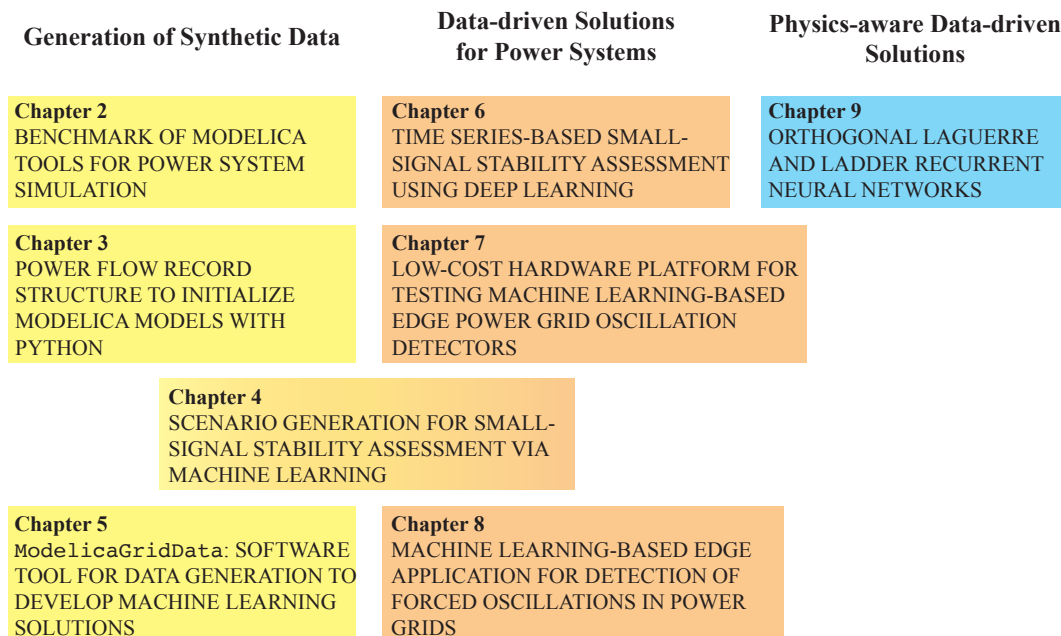 Generation of Synthetic Data
Data-driven Solutions
for Power Systems
Physics-aware Data-driven
Solutions
Chapter 2
BENCHMARK OF MODELICA
TOOLS FOR POWER SYSTEM
SIMULATION
Chapter 6
TIME SERIES-BASED SMALL-
SIGNAL STABILITY ASSESSMENT
USING DEEP LEARNING
Chapter 9
ORTHOGONAL LAGUERRE
AND LADDER RECURRENT
NEURAL NETWORKS
Chapter 3
POWER FLOW RECORD
STRUCTURE TO INITIALIZE
MODELICA MODELS WITH
PYTHON
Chapter 7
LOW-COST HARDWARE PLATFORM FOR
TESTING MACHINE LEARNING-BASED
EDGE POWER GRID OSCILLATION
DETECTORS
Chapter 4
SCENARIO GENERATION FOR SMALL-
SIGNAL STABILITY ASSESSMENT VIA
MACHINE LEARNING
Chapter 5
ModelicaGridData: SOFTWARE
TOOL FOR DATA GENERATION TO
DEVELOP MACHINE LEARNING
SOLUTIONS
Chapter 8
MACHINE LEARNING-BASED EDGE
APPLICATION FOR DETECTION OF
FORCED OSCILLATIONS IN POWER
GRIDS